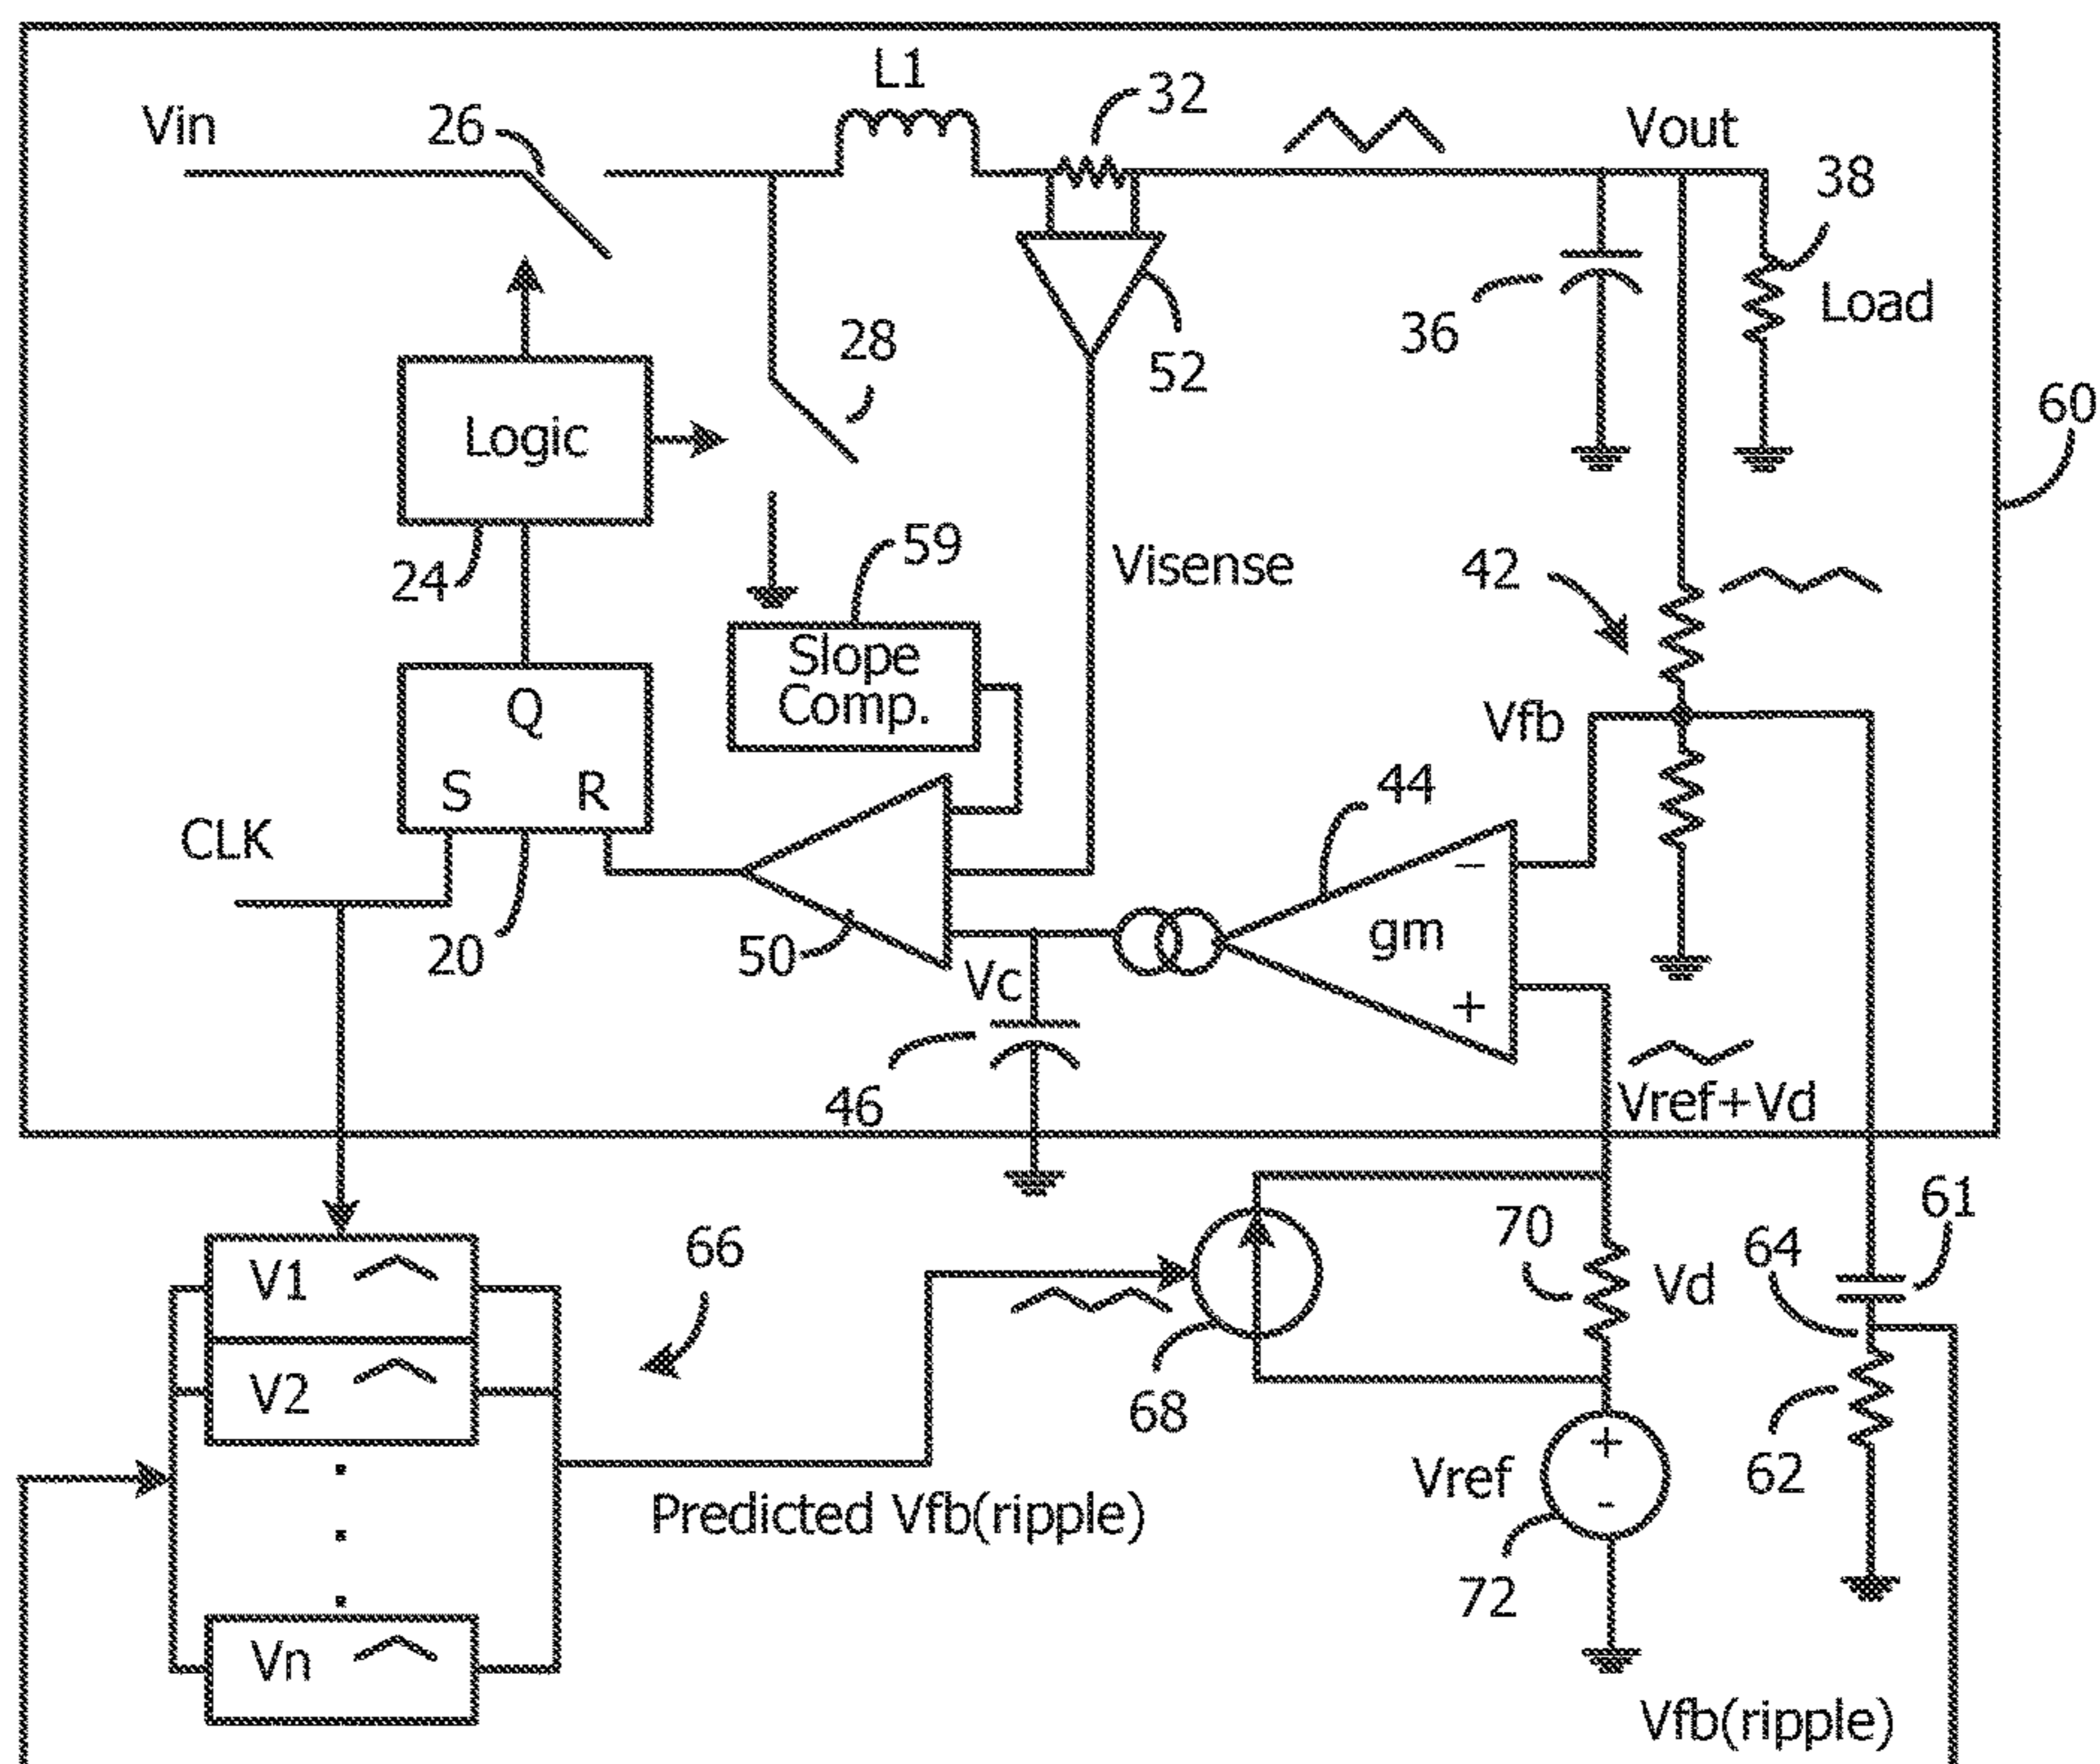 L1
32
Vin
26
Vout
38
Load
36
52
28
60
Logic
24
59
Visense
42
Slope
Comp.
Q
S
R
Vfb
44
CLK
−
gm
+
20
50
Vc
46
Vref+Vd
61
70
Vd
64
66
V1
V2
68
62
+
Vref
-
Predicted Vfb(ripple)
72
Vn
Vfb(ripple)